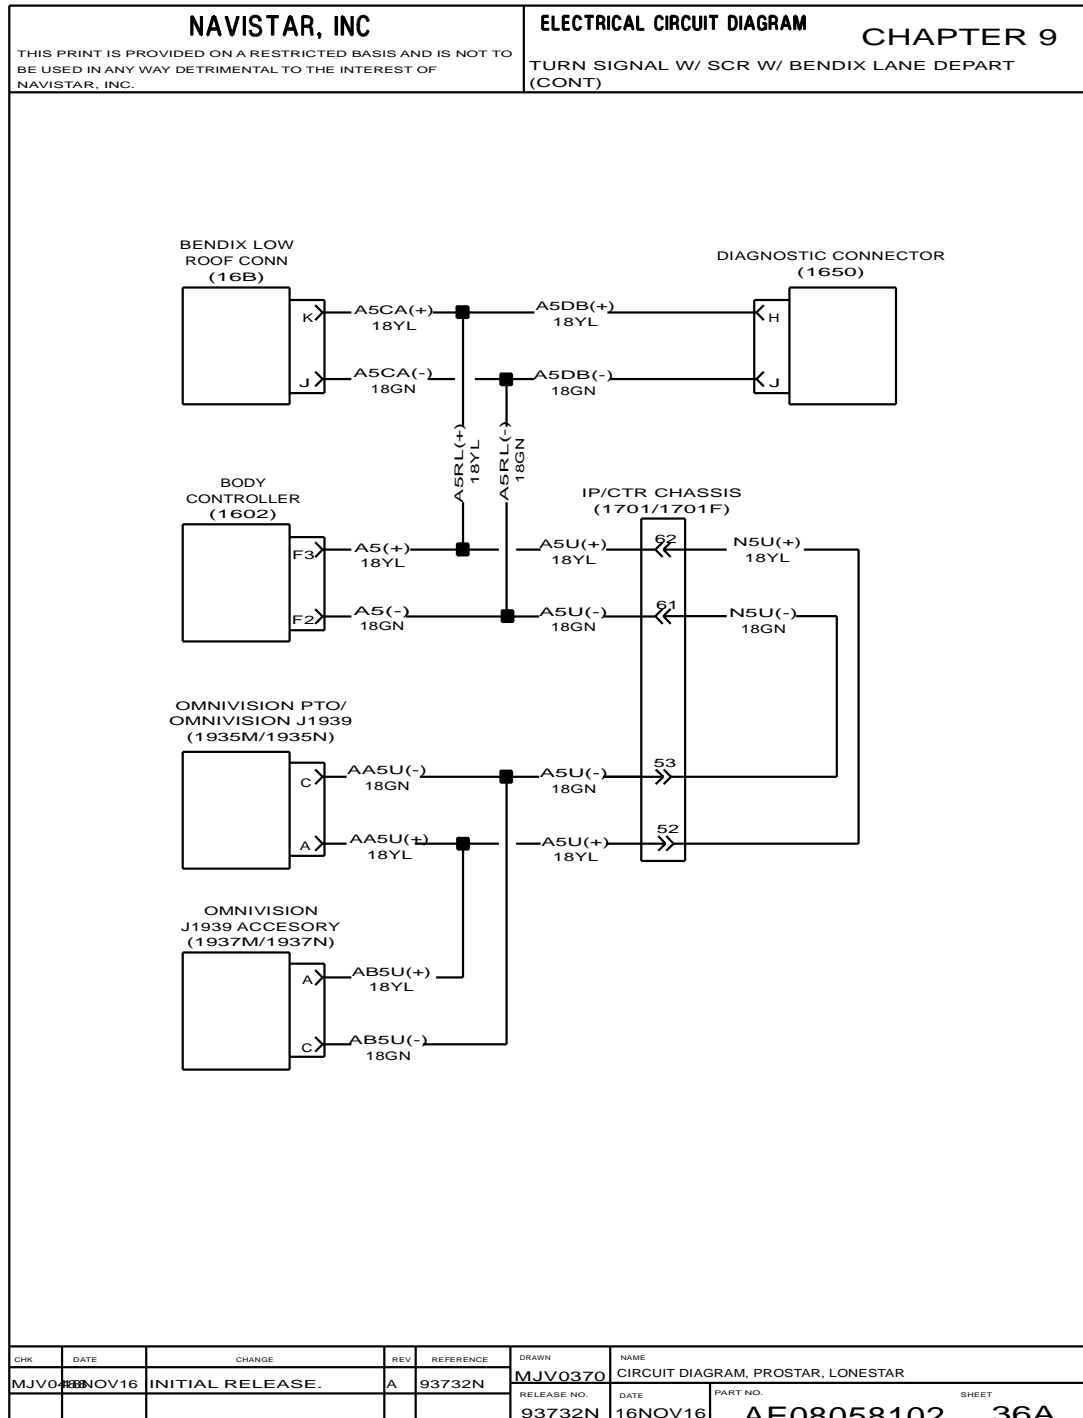 NAVISTAR, INC
THIS PRINT IS PROVIDED ON A RESTRICTED BASIS AND IS NOT TO
BE USED IN ANY WAY DETRIMENTAL TO THE INTEREST OF
NAVISTAR, INC.
ELECTRICAL CIRCUIT DIAGRAM
CHAPTER 9
TURN SIGNAL W/ SCR W/ BENDIX LANE DEPART
(CONT)
BENDIX LOW
ROOF CONN
(16B)
DIAGNOSTIC CONNECTOR
(1650)
K
A5CA(+)
18YL
A5DB(+)
18YL
H
J
A5CA(-)
18GN
A5DB(-)
18GN
J
A5RL(+)
18YL
A5RL(-)
18GN
BODY
CONTROLLER
(1602)
IP/CTR CHASSIS
(1701/1701F)
F3
A5(+)
18YL
A5U(+)
18YL
62
N5U(+)
18YL
F2
A5(-)
18GN
A5U(-)
18GN
61
N5U(-)
18GN
OMNIVISION PTO/
OMNIVISION J1939
(1935M/1935N)
C
AA5U(-)
18GN
A5U(-)
18GN
53
A
AA5U(+)
18YL
A5U(+)
18YL
52
OMNIVISION
J1939 ACCESORY
(1937M/1937N)
A
AB5U(+)
18YL
C
AB5U(-)
18GN
CHK DATE CHANGE REV REFERENCE
INITIAL RELEASE. A 93732N
DRAWN
MJV0370
NAME
CIRCUIT DIAGRAM, PROSTAR, LONESTAR
RELEASE NO.
93732N
DATE
16NOV16
PART NO.
AE08058102
SHEET
36A